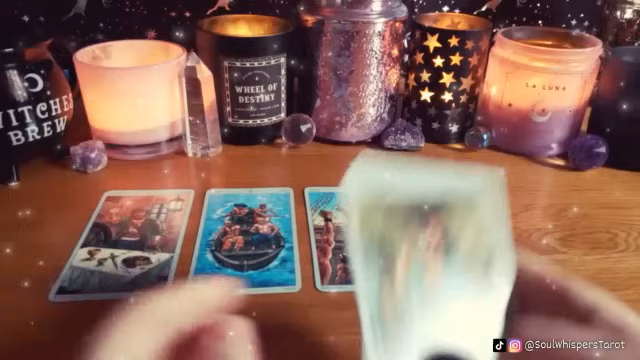 WITCHES
BREW
WHEEL OF
DESTINY
LA LUNA
@SoulWhispersTarot